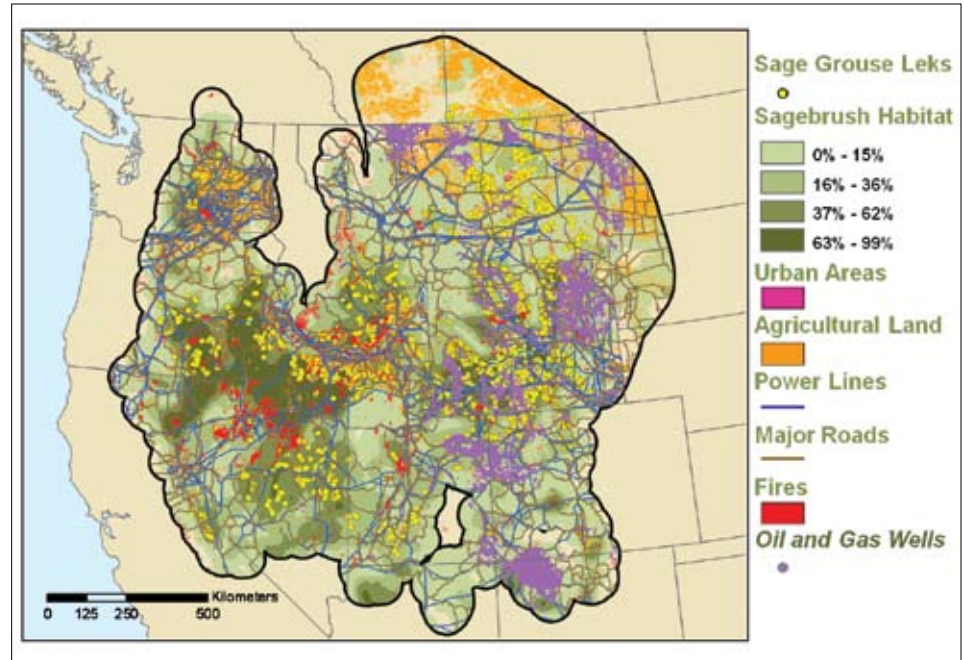 Sage Grouse Leks
Sagebrush Habitat
0% - 15%
16% - 36%
37% - 62%
63% - 99%
Urban Areas
Agricultural Land
Power Lines
Major Roads
Fires
Oil and Gas Wells
Kilometers
0 125 250 500